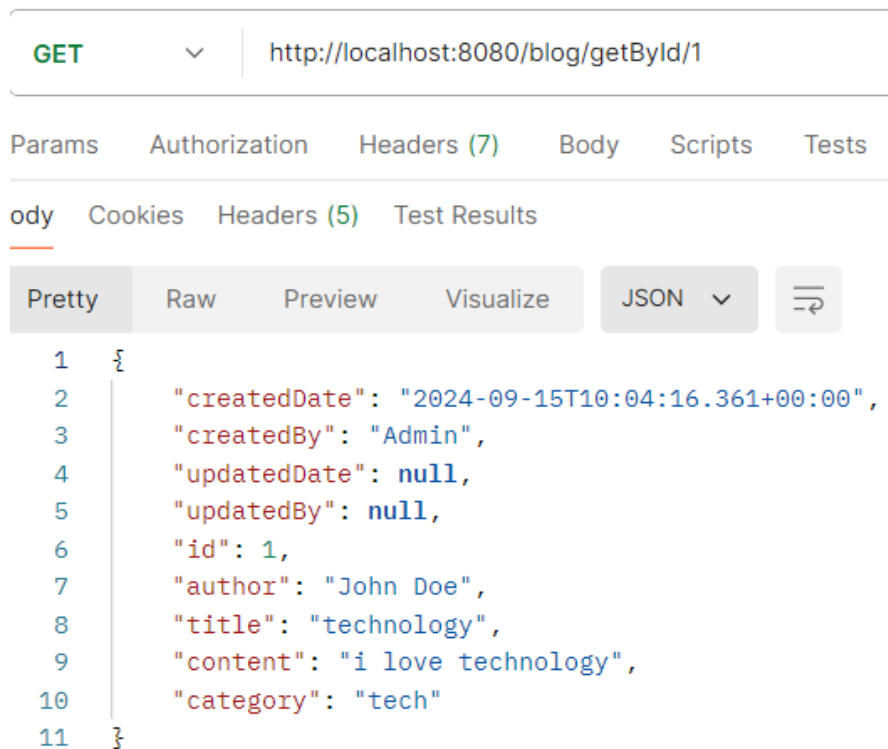 GET http://localhost:8080/blog/getById/1
Params Authorization Headers (7) Body Scripts Tests
ody Cookies Headers (5) Test Results
Pretty Raw Preview Visualize JSON
1 {
2 "createdDate": "2024-09-15T10:04:16.361+00:00",
3 "createdBy": "Admin",
4 "updatedDate": null,
5 "updatedBy": null,
6 "id": 1,
7 "author": "John Doe",
8 "title": "technology",
9 "content": "i love technology",
10 "category": "tech"
11 }